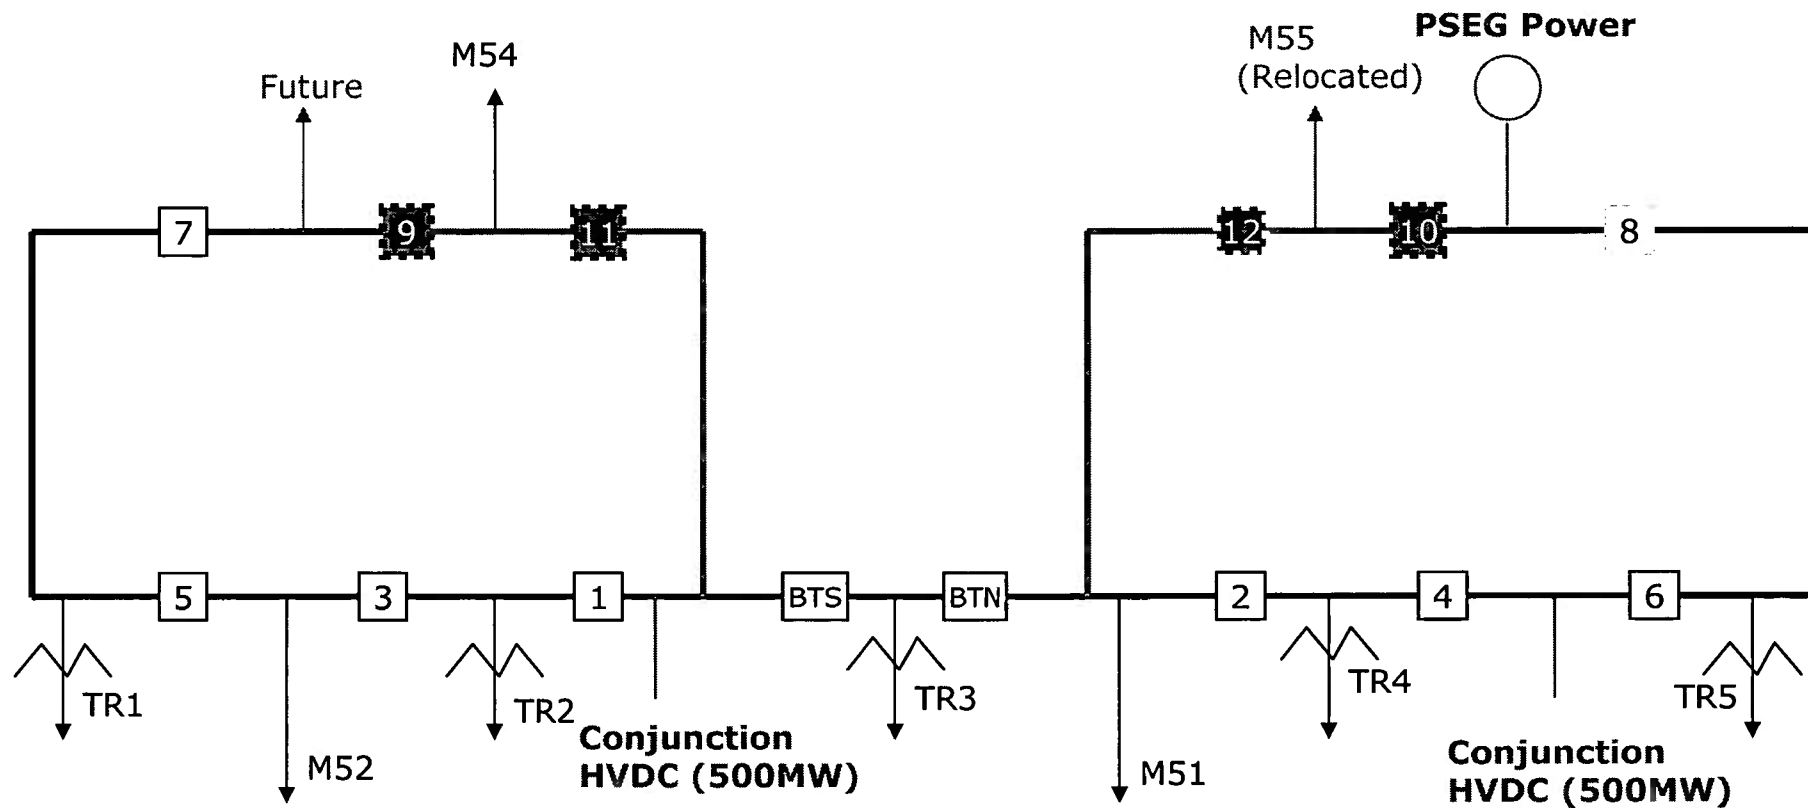 PSEG Power
M55
(Relocated)
M54
Future
7
9
11
12
10
8
5
3
1
BTS
BTN
2
4
6
TR1
TR2
TR3
TR4
TR5
M52
Conjunction
HVDC (500MW)
M51
Conjunction
HVDC (500MW)